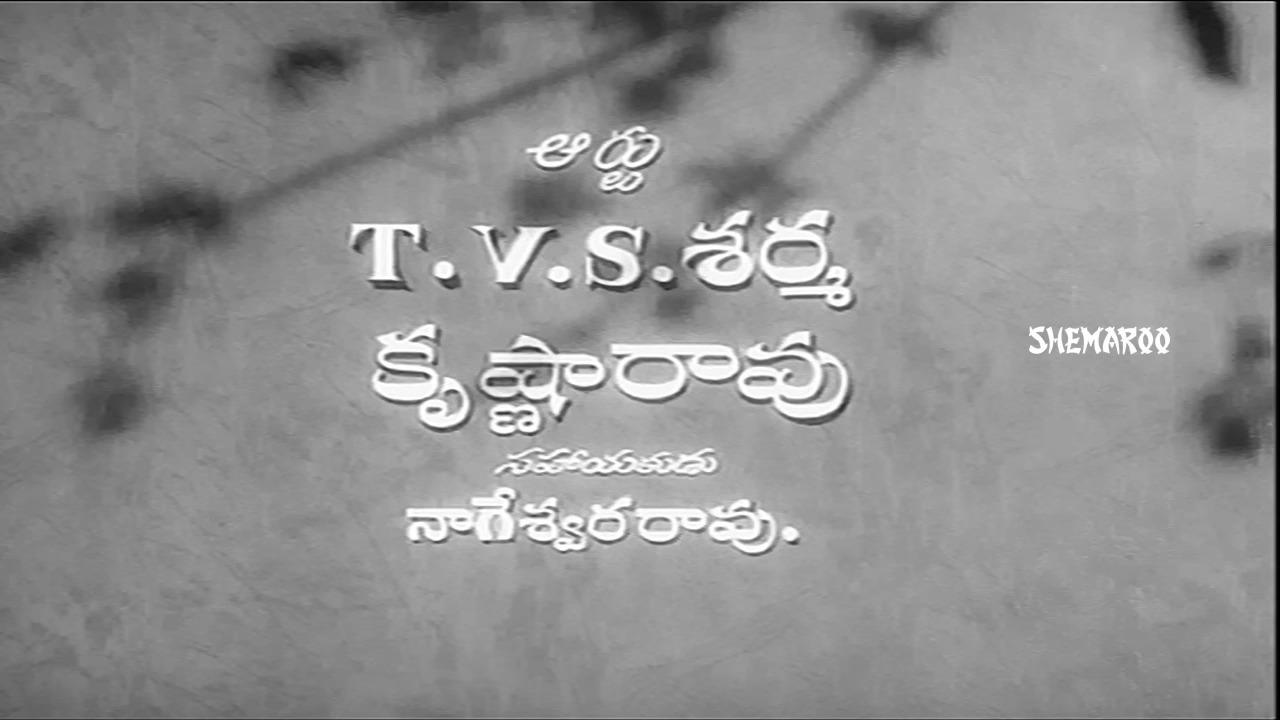 ఆర్టు
T.V.S.శర్మ
కృష్ణారావు
SHEMAROO
సహాయకుడు
నాగేశ్వరరావు.